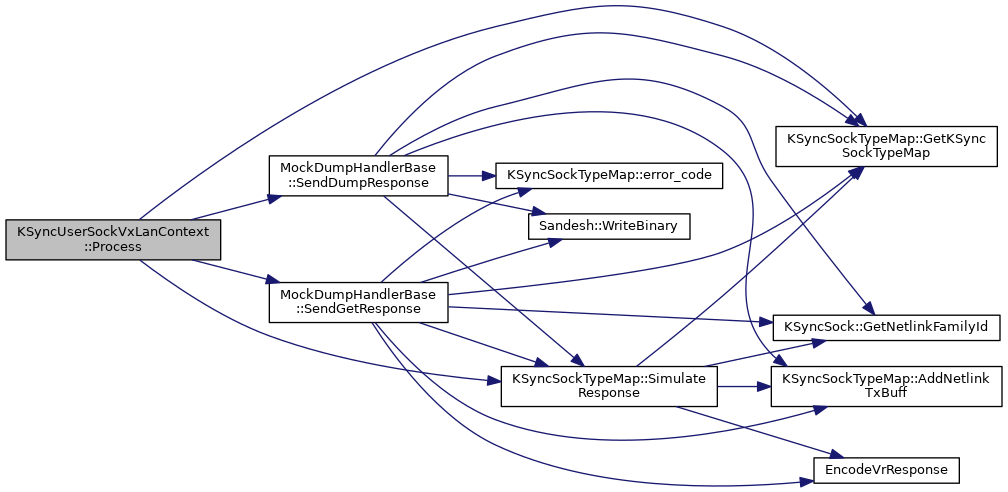 KSyncUserSockVxLanContext
::Process
MockDumpHandlerBase
::SendDumpResponse
MockDumpHandlerBase
::SendGetResponse
KSyncSockTypeMap::error_code
Sandesh::WriteBinary
KSyncSockTypeMap::Simulate
Response
KSyncSockTypeMap::GetKSync
SockTypeMap
KSyncSock::GetNetlinkFamilyId
KSyncSockTypeMap::AddNetlink
TxBuff
EncodeVrResponse